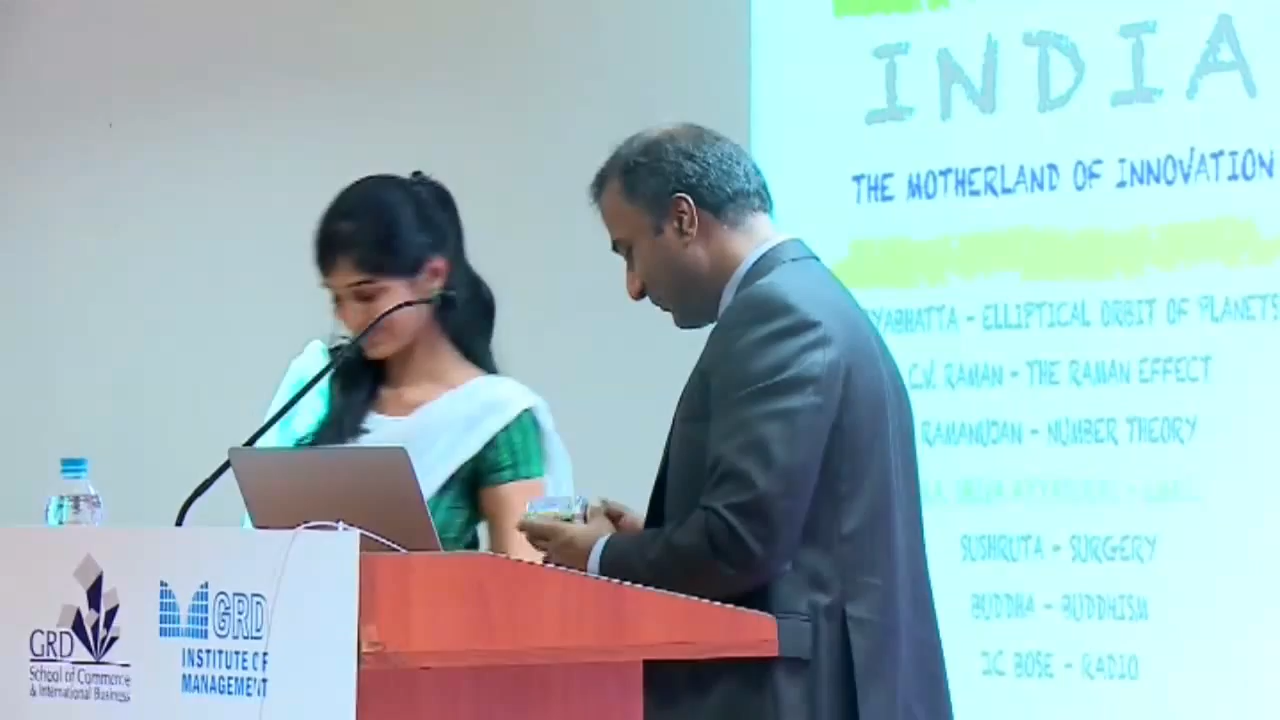 INDIA
THE MOTHERLAND OF INNOVATION
YABHATTA - ELLIPTICAL ORBIT OF PLANETS
C.V. RAMAN - THE RAMAN EFFECT
RAMANUJAN - NUMBER THEORY
SUSHRUTA - SURGERY
BUDDHA - BUDDHISM
JC BOSE - RADIO
GRD
School of Commerce
& International Business
GRD
INSTITUTE OF
MANAGEMENT